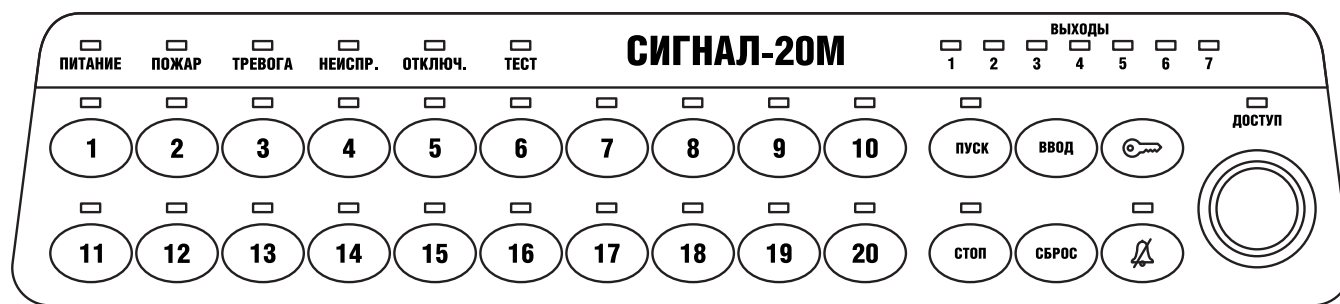 ВЫХОДЫ
ПИТАНИЕ ПОЖАР ТРЕВОГА НЕИСПР. ОТКЛЮЧ. ТЕСТ СИГНАЛ-20М 1 2 3 4 5 6 7
ДОСТУП
1 2 3 4 5 6 7 8 9 10 ПУСК ВВОД
11 12 13 14 15 16 17 18 19 20 СТОП СБРОС